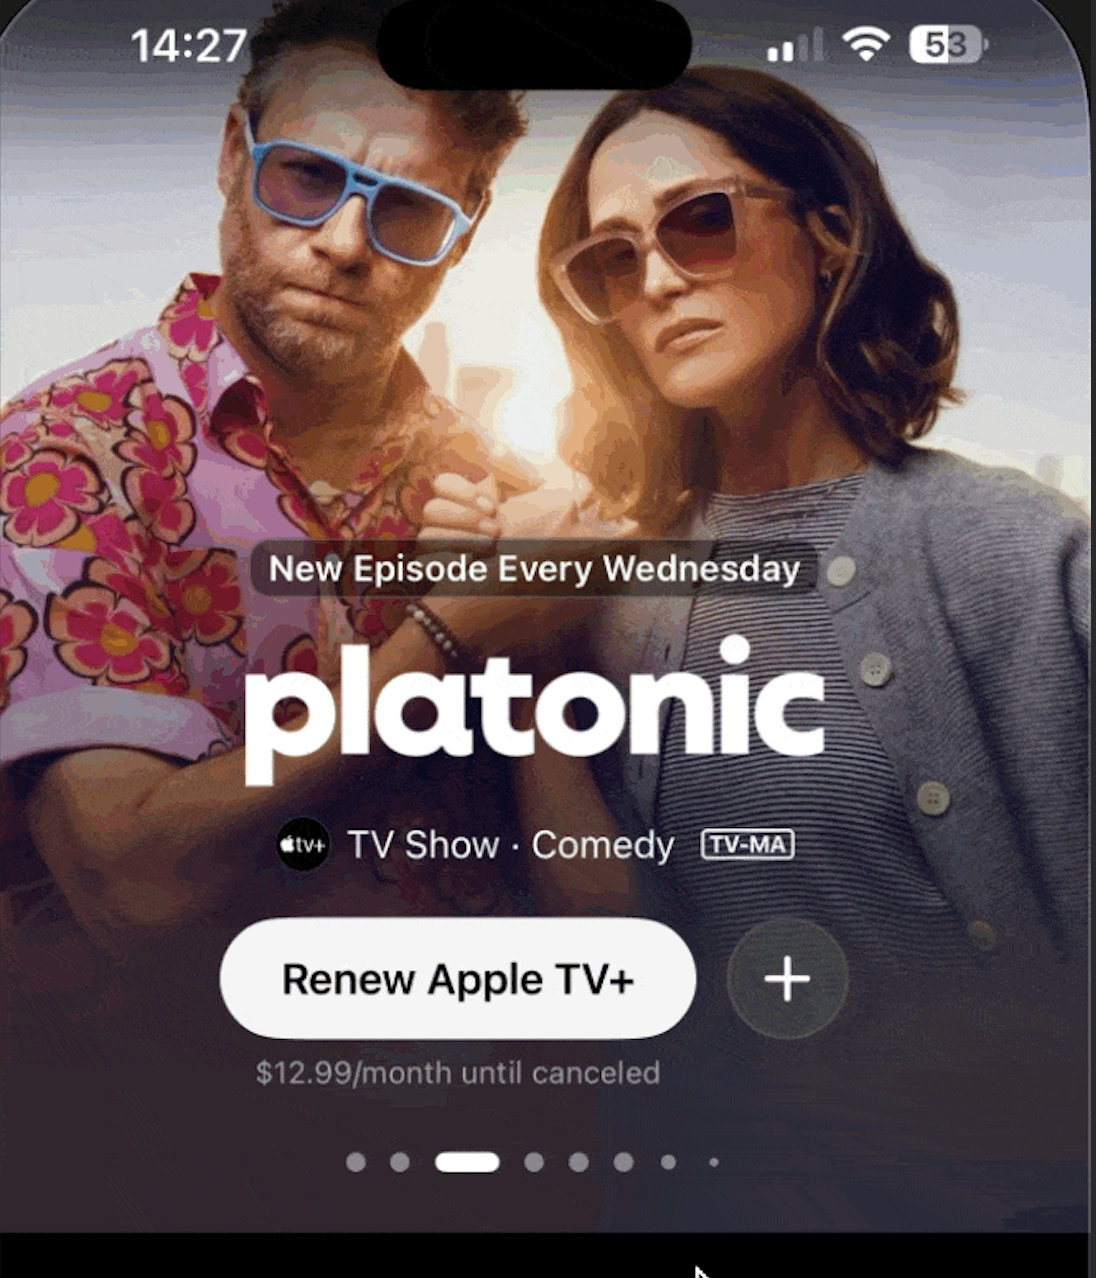 14:27
53
New Episode Every Wednesday
platonic
tv+ TV Show · Comedy TV-MA
Renew Apple TV+
+
$12.99/month until canceled